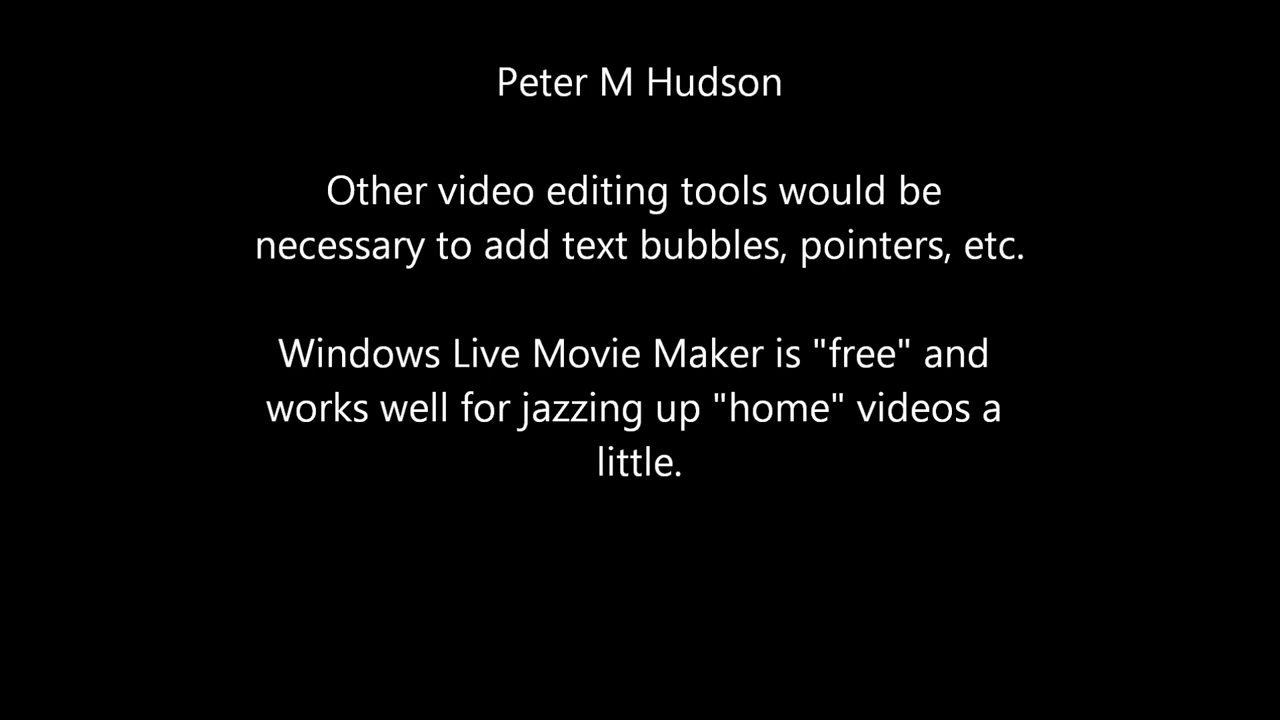 Peter M Hudson
Other video editing tools would be
necessary to add text bubbles, pointers, etc.
Windows Live Movie Maker is "free" and
works well for jazzing up "home" videos a
little.